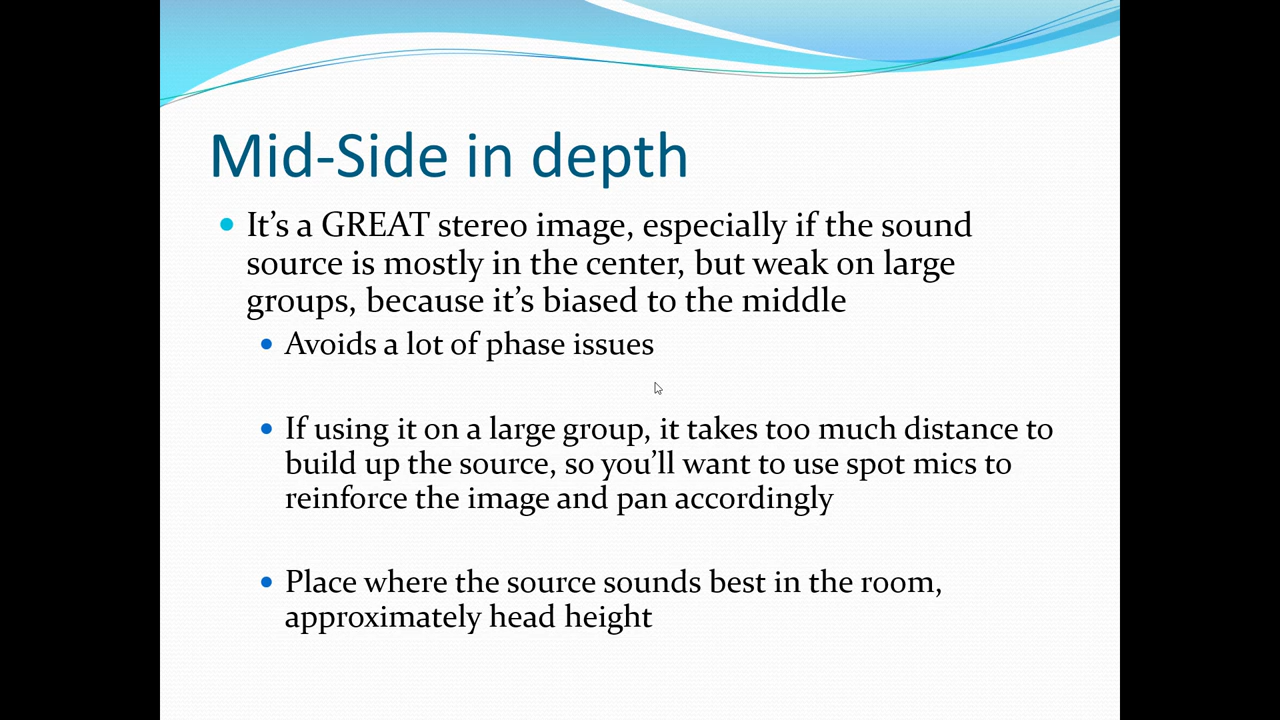 Mid-Side in depth
It's a GREAT stereo image, especially if the sound
source is mostly in the center, but weak on large
groups, because it's biased to the middle
Avoids a lot of phase issues
If using it on a large group, it takes too much distance to
build up the source, so you'll want to use spot mics to
reinforce the image and pan accordingly
Place where the source sounds best in the room,
approximately head height